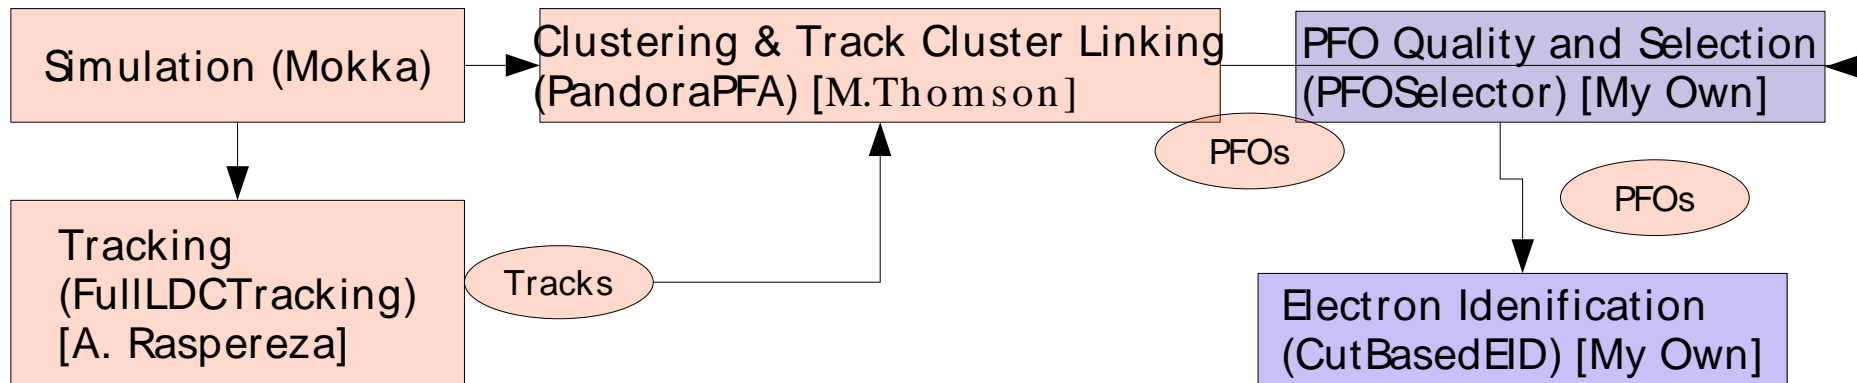 Simulation (Mokka)
Clustering & Track Cluster Linking
(PandoraPFA) [M.Thomson]
PFO Quality and Selection
(PFOSelector) [My Own]
PFOs
PFOs
Tracking
(FullLDCTracking)
[A. Raspereza]
Tracks
Electron Idenification
(CutBasedEID) [My Own]